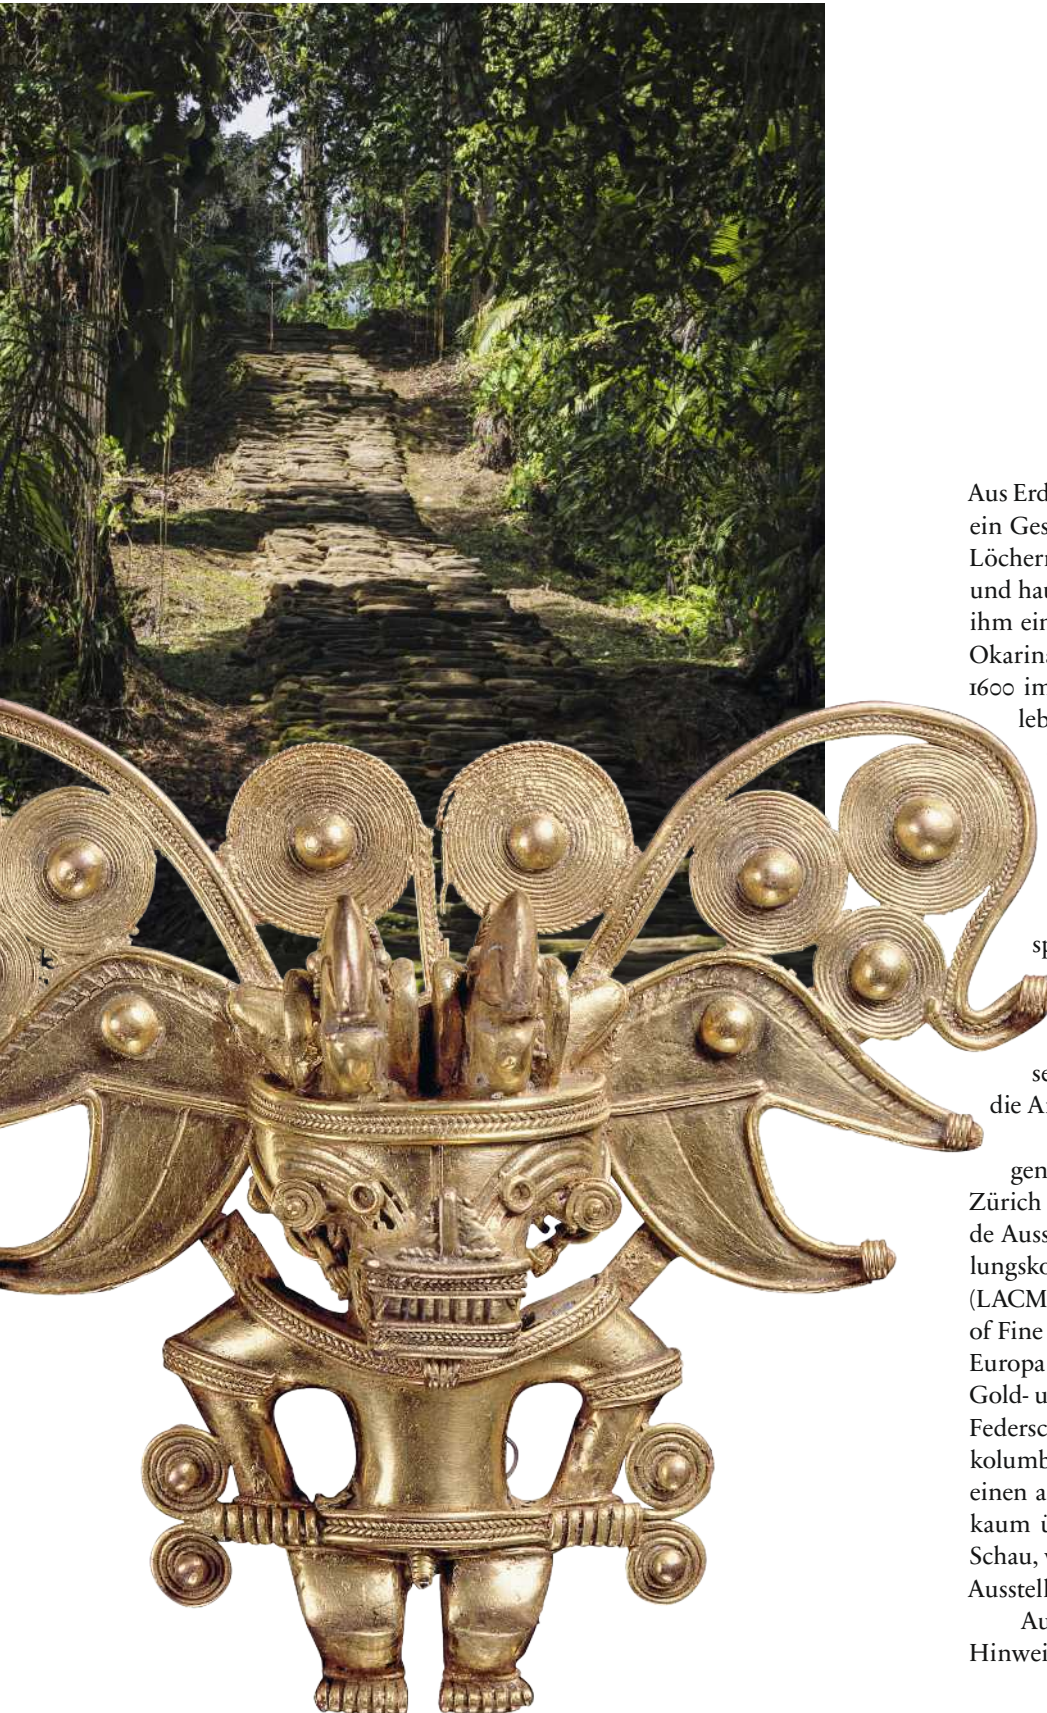 Aus Erd
ein Ges
Löchern
und hau
ihm ein
Okarina
1600 im
leb
sp
se
die A
gen
Zürich
de Auss
lungsko
(LACM
of Fine
Europa
Gold- u
Federsc
kolumb
einen a
kaum ü
Schau, v
Ausstell
Au
Hinwei